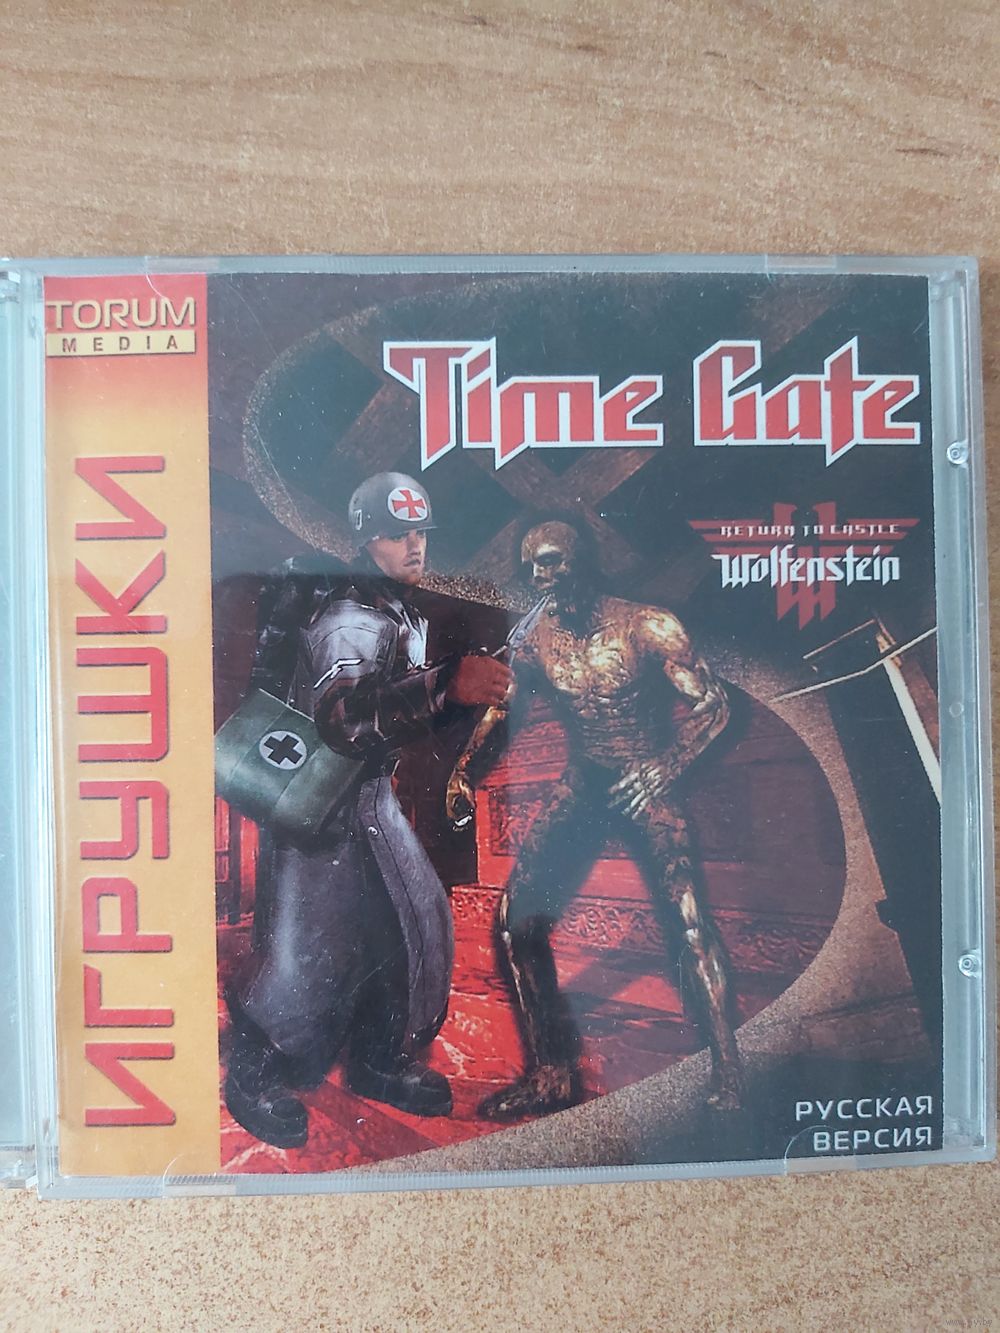 TORUM
MEDIA
ИГРУШКИ
Time Gate
RETURN TO CASTLE
Wolfenstein
РУССКАЯ
ВЕРСИЯ